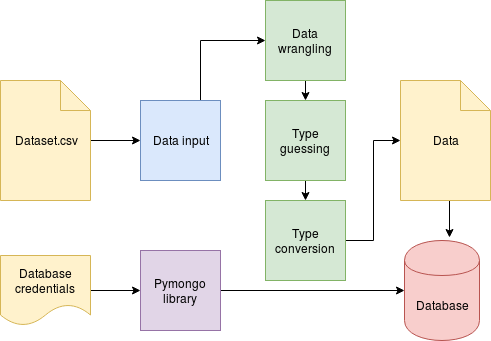 Data
wrangling
Dataset.csv
Data input
Type
guessing
Data
Type
conversion
Database
credentials
Pymongo
library
Database